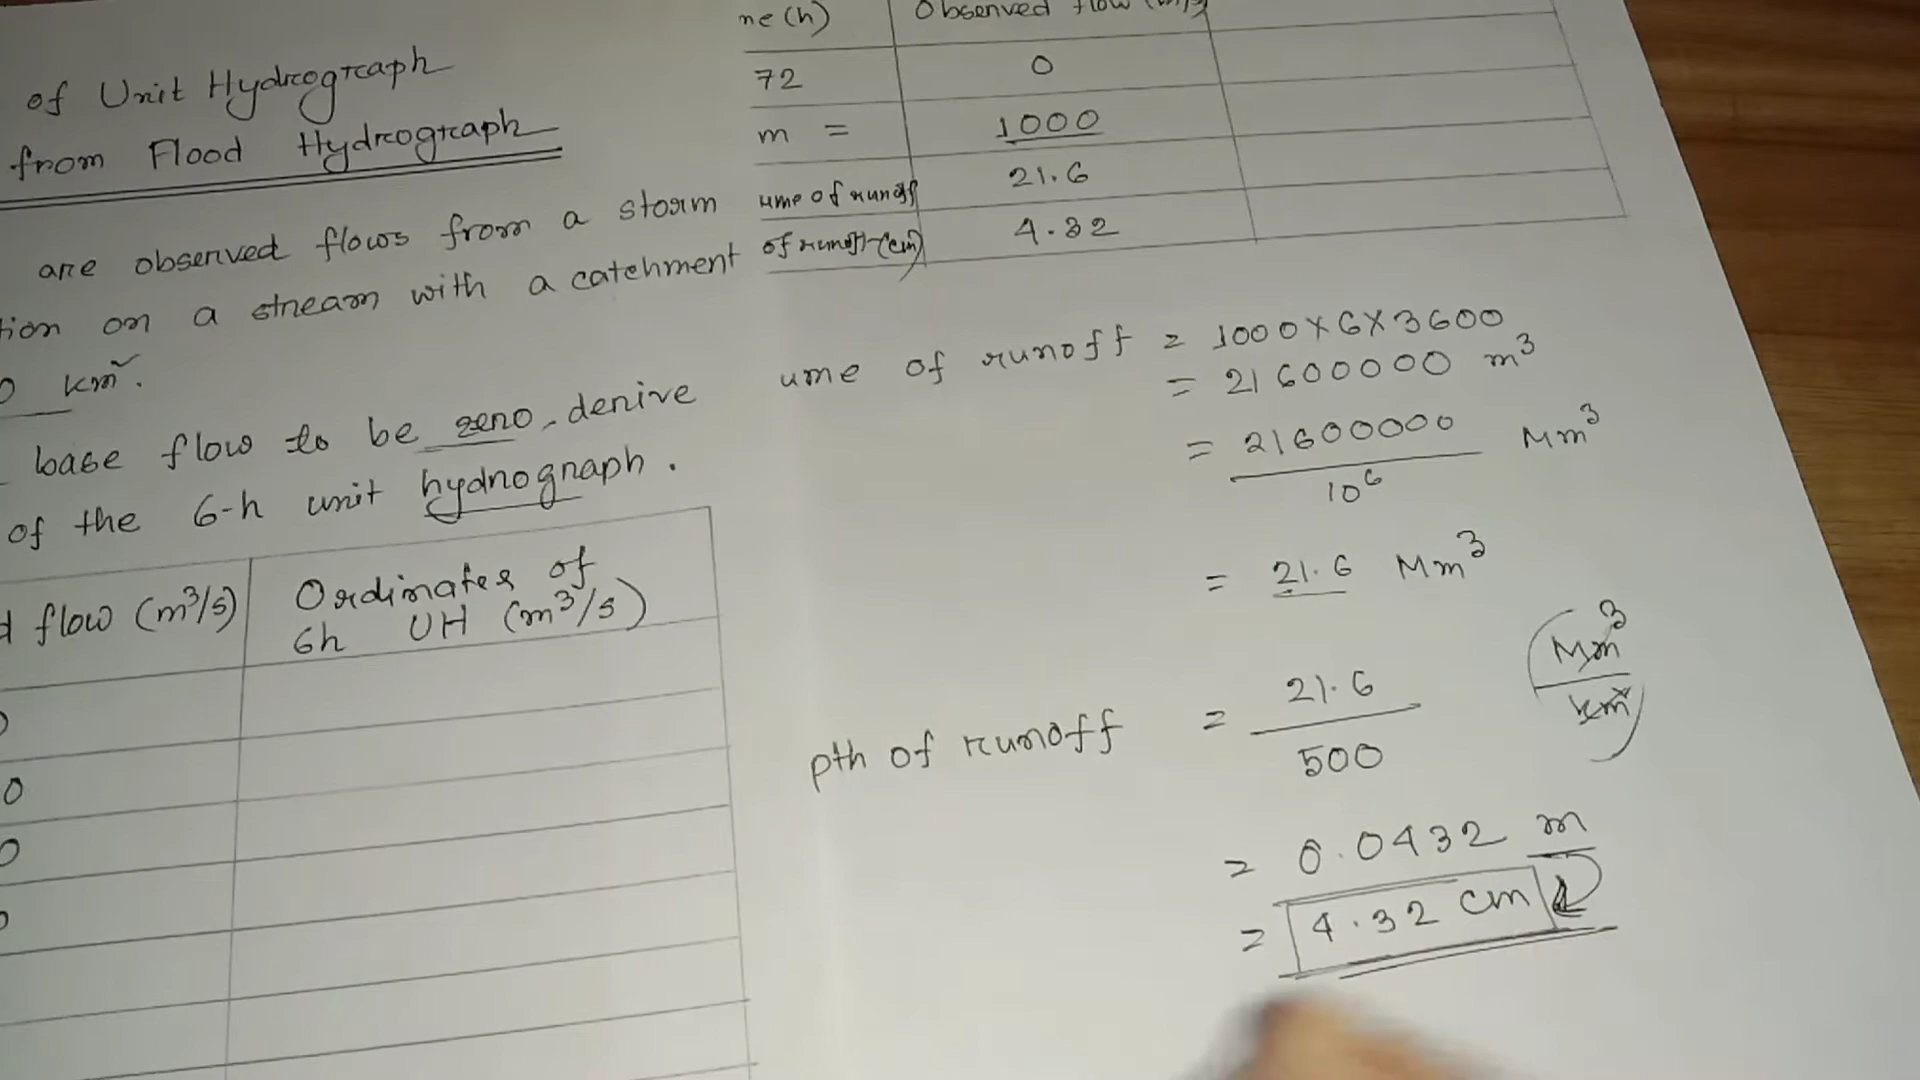 of Unit Hydrograph
from Flood Hydrograph
are observed flows from a storm
tion on a stream with a catchment
0 km².
base flow to be zero, derive
of the 6-h unit hydrograph.
d flow (m³/s)
Ordinates of
6h UH (m³/s)
0
0
0
0
me (h)
Observed flow (m³/s)
72
0
m =
1000
ume of runoff
21.6
of runoff (cm)
4.32
ume of runoff = 1000 × 6 × 3600
= 21600000 m³
= 21600000 / 10⁶ Mm³
= 21.6 Mm³
pth of runoff = 21.6 / 500 (Mm³ / km²)
= 0.0432 m
= 4.32 cm